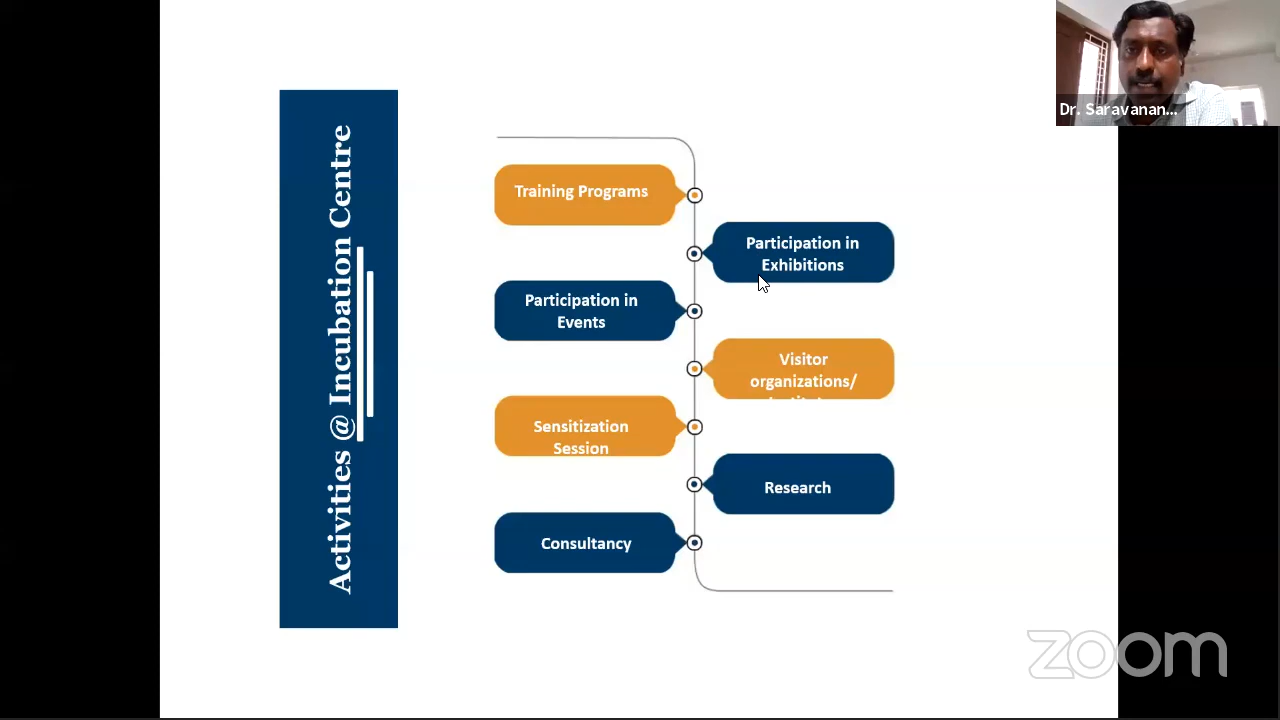 Dr. Saravanan...
Activities @ Incubation Centre
Training Programs
Participation in
Exhibitions
Participation in
Events
Visitor
organizations/
Sensitization
Session
Research
Consultancy
zoom